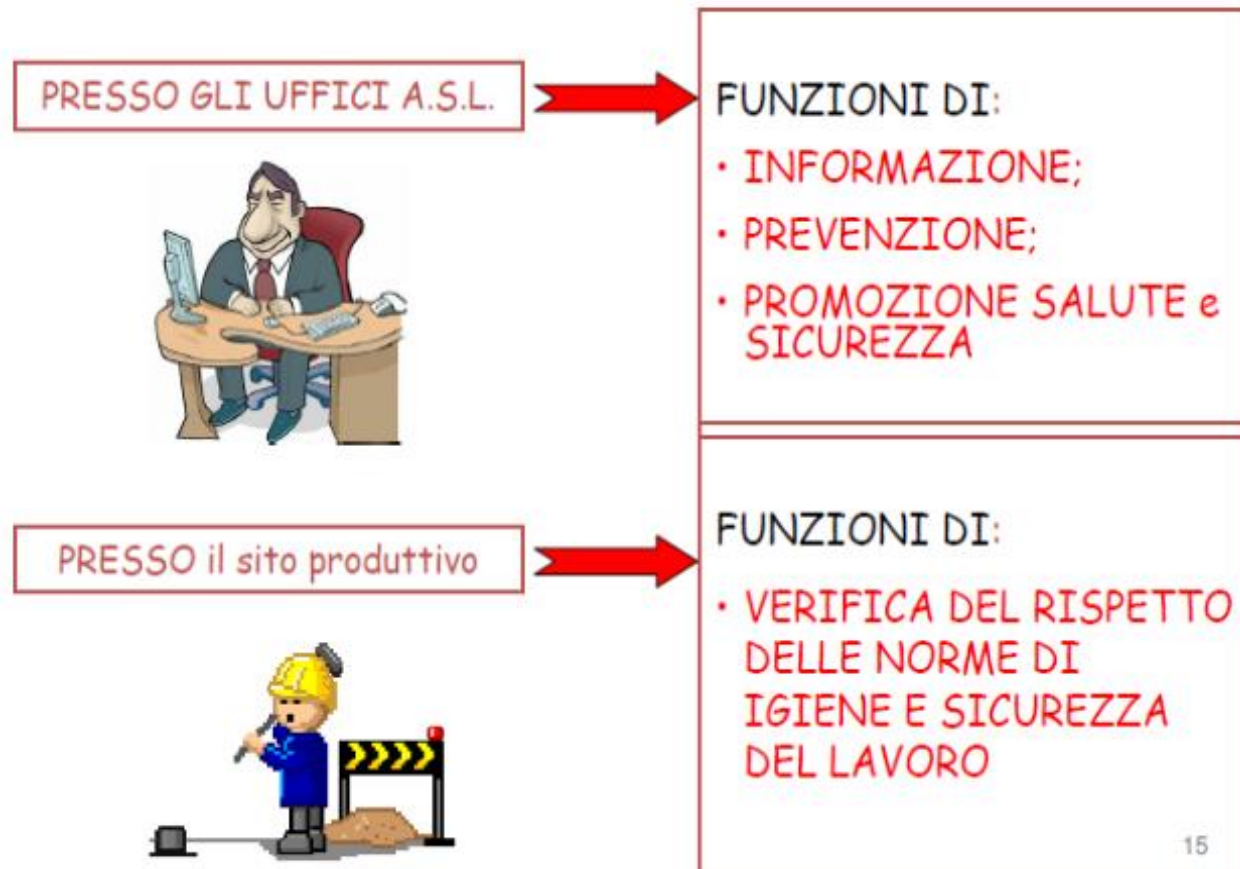 PRESSO GLI UFFICI A.S.L.
FUNZIONI DI:
• INFORMAZIONE;
• PREVENZIONE;
• PROMOZIONE SALUTE e
SICUREZZA
PRESSO il sito produttivo
FUNZIONI DI:
• VERIFICA DEL RISPETTO
DELLE NORME DI
IGIENE E SICUREZZA
DEL LAVORO
15